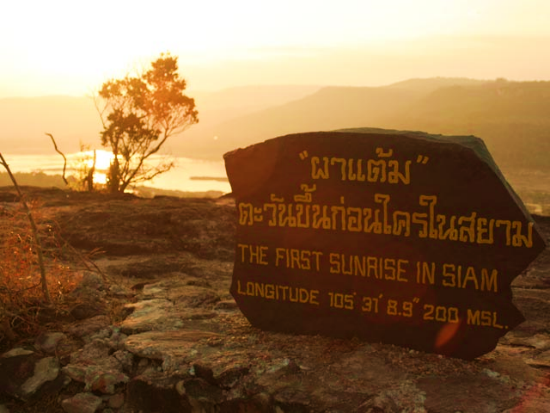 "ผาแต้ม"
ตะวันขึ้นก่อนใครในสยาม
THE FIRST SUNRISE IN SIAM
LONGITUDE 105° 31' 8.9" 200 MSL.